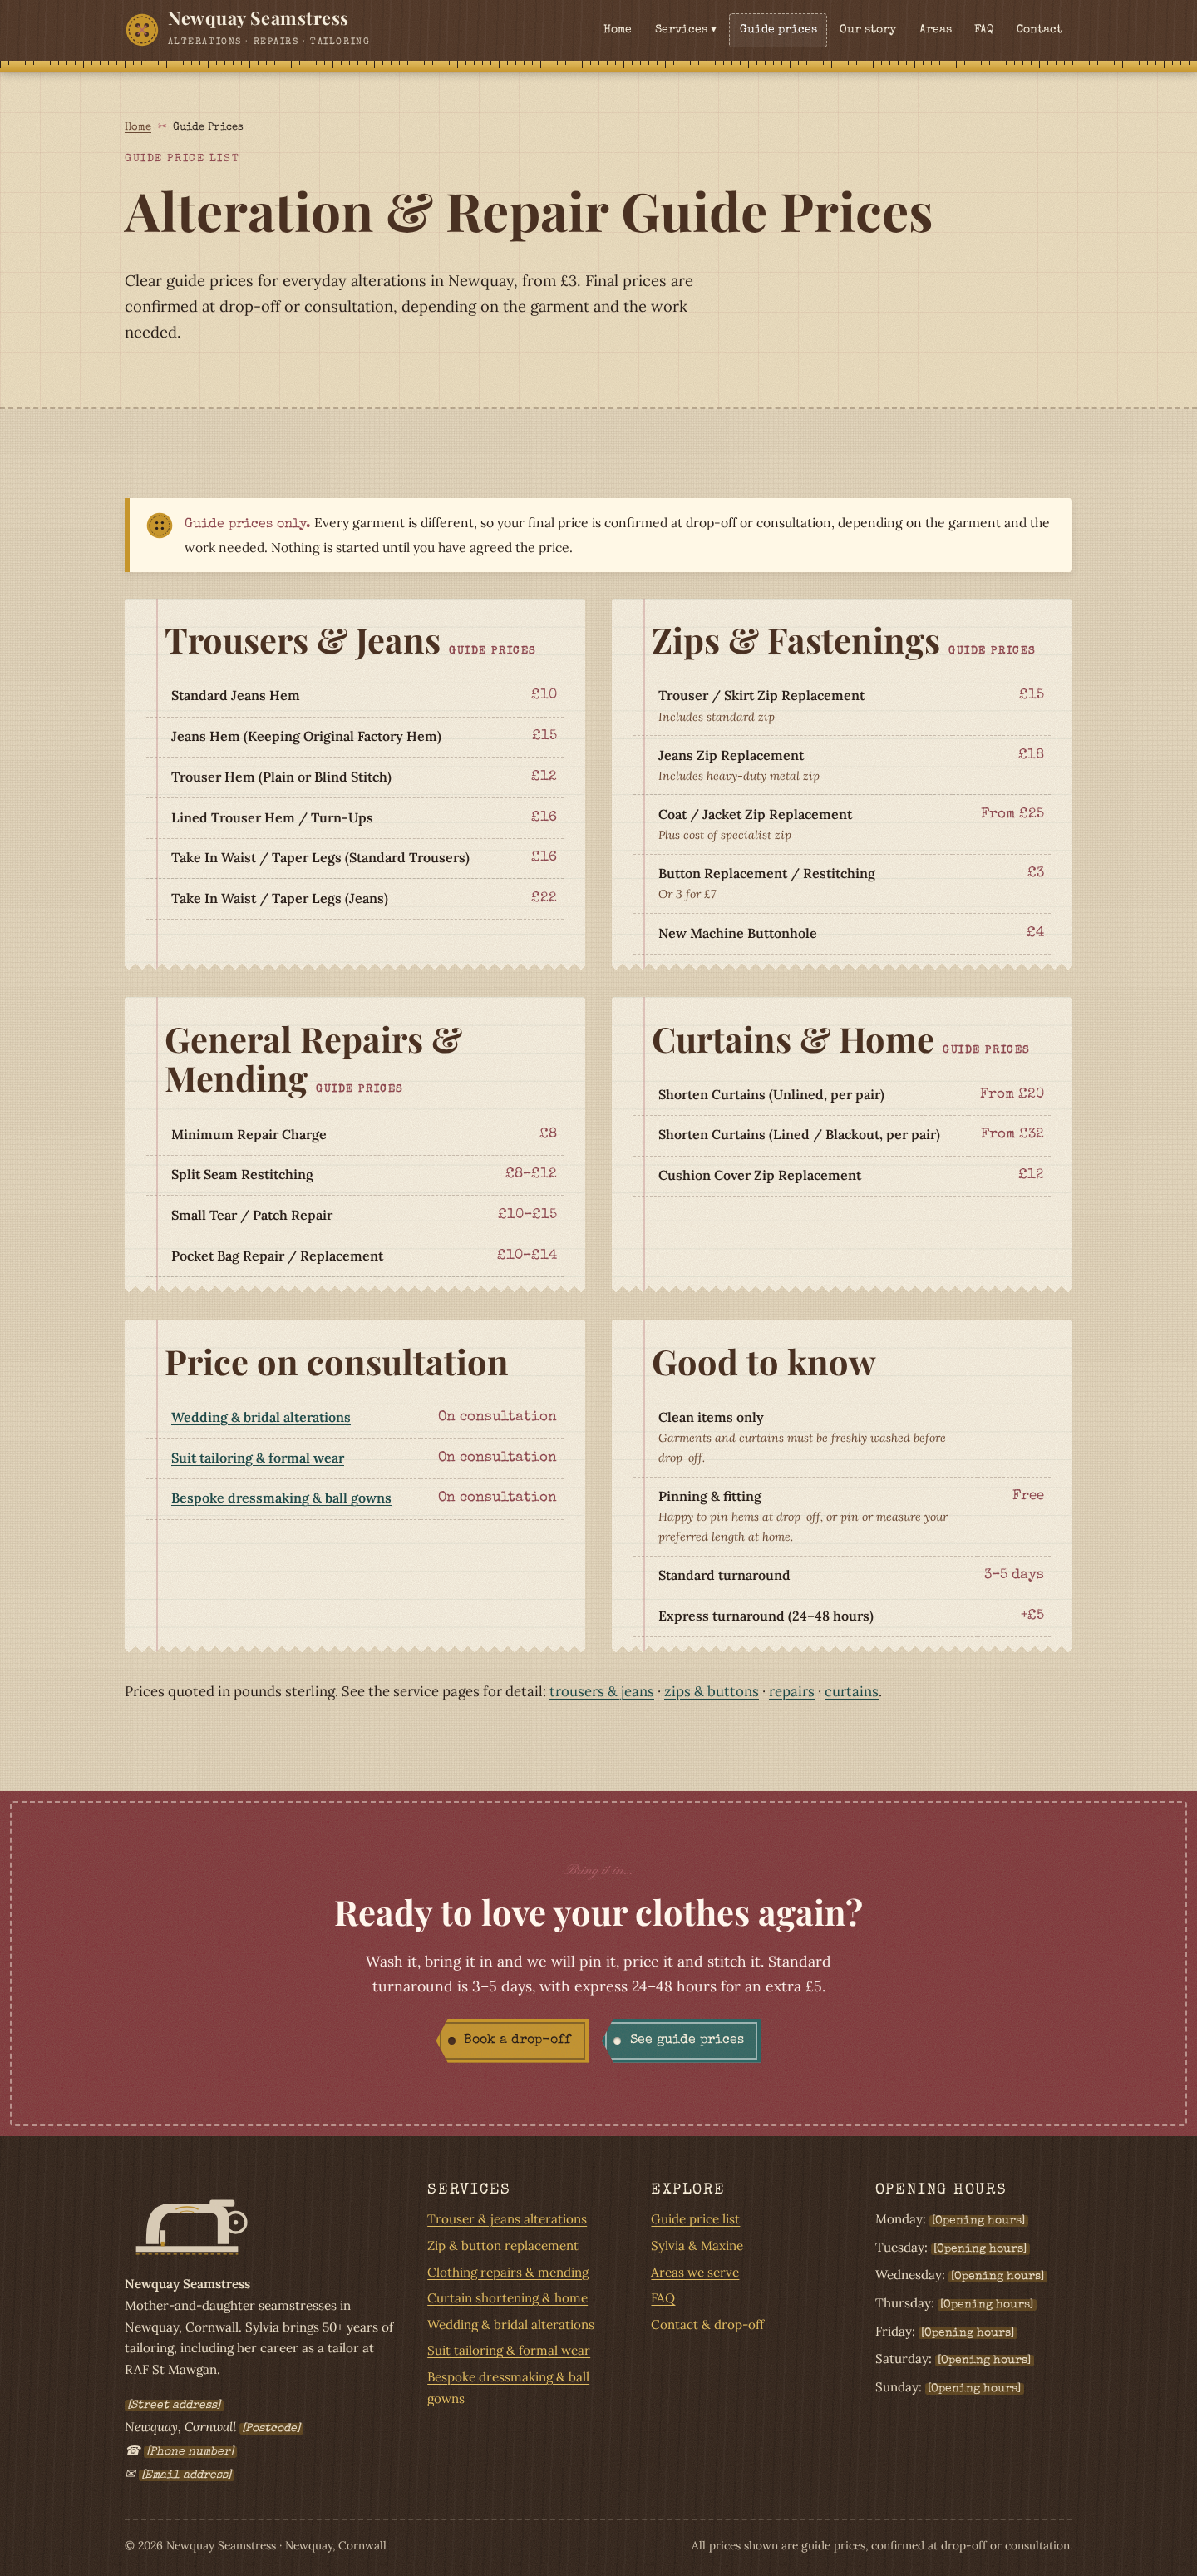 Newquay Seamstress
ALTERATIONS · REPAIRS · TAILORING
Home Services ▾ Guide prices Our story Areas FAQ Contact
Home ✂ Guide Prices
GUIDE PRICE LIST
Alteration & Repair Guide Prices
Clear guide prices for everyday alterations in Newquay, from £3. Final prices are
confirmed at drop-off or consultation, depending on the garment and the work
needed.
Guide prices only. Every garment is different, so your final price is confirmed at drop-off or consultation, depending on the garment and the
work needed. Nothing is started until you have agreed the price.
Trousers & Jeans GUIDE PRICES
Standard Jeans Hem £10
Jeans Hem (Keeping Original Factory Hem) £15
Trouser Hem (Plain or Blind Stitch) £12
Lined Trouser Hem / Turn-Ups £16
Take In Waist / Taper Legs (Standard Trousers) £16
Take In Waist / Taper Legs (Jeans) £22
Zips & Fastenings GUIDE PRICES
Trouser / Skirt Zip Replacement £15
Includes standard zip
Jeans Zip Replacement £18
Includes heavy-duty metal zip
Coat / Jacket Zip Replacement From £25
Plus cost of specialist zip
Button Replacement / Restitching £3
Or 3 for £7
New Machine Buttonhole £4
General Repairs &
Mending GUIDE PRICES
Minimum Repair Charge £8
Split Seam Restitching £8–£12
Small Tear / Patch Repair £10–£15
Pocket Bag Repair / Replacement £10–£14
Curtains & Home GUIDE PRICES
Shorten Curtains (Unlined, per pair) From £20
Shorten Curtains (Lined / Blackout, per pair) From £32
Cushion Cover Zip Replacement £12
Price on consultation
Wedding & bridal alterations On consultation
Suit tailoring & formal wear On consultation
Bespoke dressmaking & ball gowns On consultation
Good to know
Clean items only
Garments and curtains must be freshly washed before
drop-off.
Pinning & fitting Free
Happy to pin hems at drop-off, or pin or measure your
preferred length at home.
Standard turnaround 3–5 days
Express turnaround (24–48 hours) +£5
Prices quoted in pounds sterling. See the service pages for detail: trousers & jeans · zips & buttons · repairs · curtains.
Bring it in...
Ready to love your clothes again?
Wash it, bring it in and we will pin it, price it and stitch it. Standard
turnaround is 3–5 days, with express 24–48 hours for an extra £5.
Book a drop-off See guide prices
Newquay Seamstress
Mother-and-daughter seamstresses in
Newquay, Cornwall. Sylvia brings 50+ years of
tailoring, including her career as a tailor at
RAF St Mawgan.
[Street address]
Newquay, Cornwall [Postcode]
☎ [Phone number]
✉ [Email address]
SERVICES
Trouser & jeans alterations
Zip & button replacement
Clothing repairs & mending
Curtain shortening & home
Wedding & bridal alterations
Suit tailoring & formal wear
Bespoke dressmaking & ball
gowns
EXPLORE
Guide price list
Sylvia & Maxine
Areas we serve
FAQ
Contact & drop-off
OPENING HOURS
Monday: [Opening hours]
Tuesday: [Opening hours]
Wednesday: [Opening hours]
Thursday: [Opening hours]
Friday: [Opening hours]
Saturday: [Opening hours]
Sunday: [Opening hours]
© 2026 Newquay Seamstress · Newquay, Cornwall
All prices shown are guide prices, confirmed at drop-off or consultation.